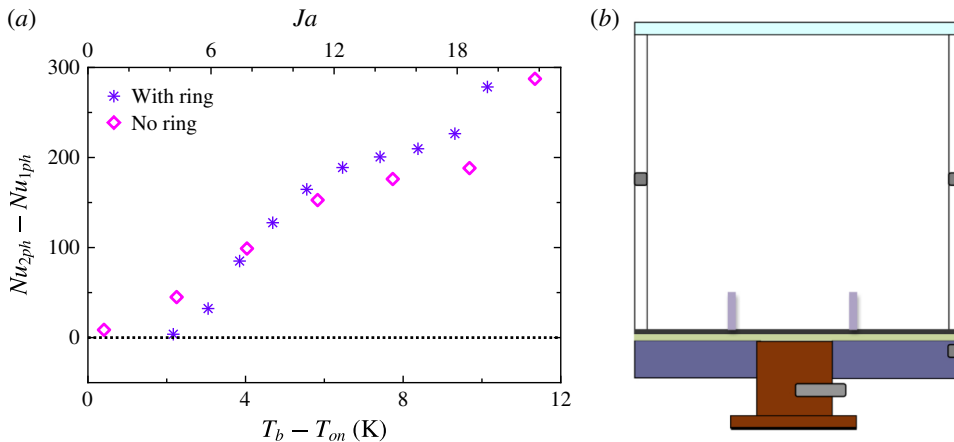 (a)
Ja
0 6 12 18
300
200
100
0
Nu2ph − Nu1ph
With ring
No ring
0 4 8 12
Tb − Ton (K)
(b)